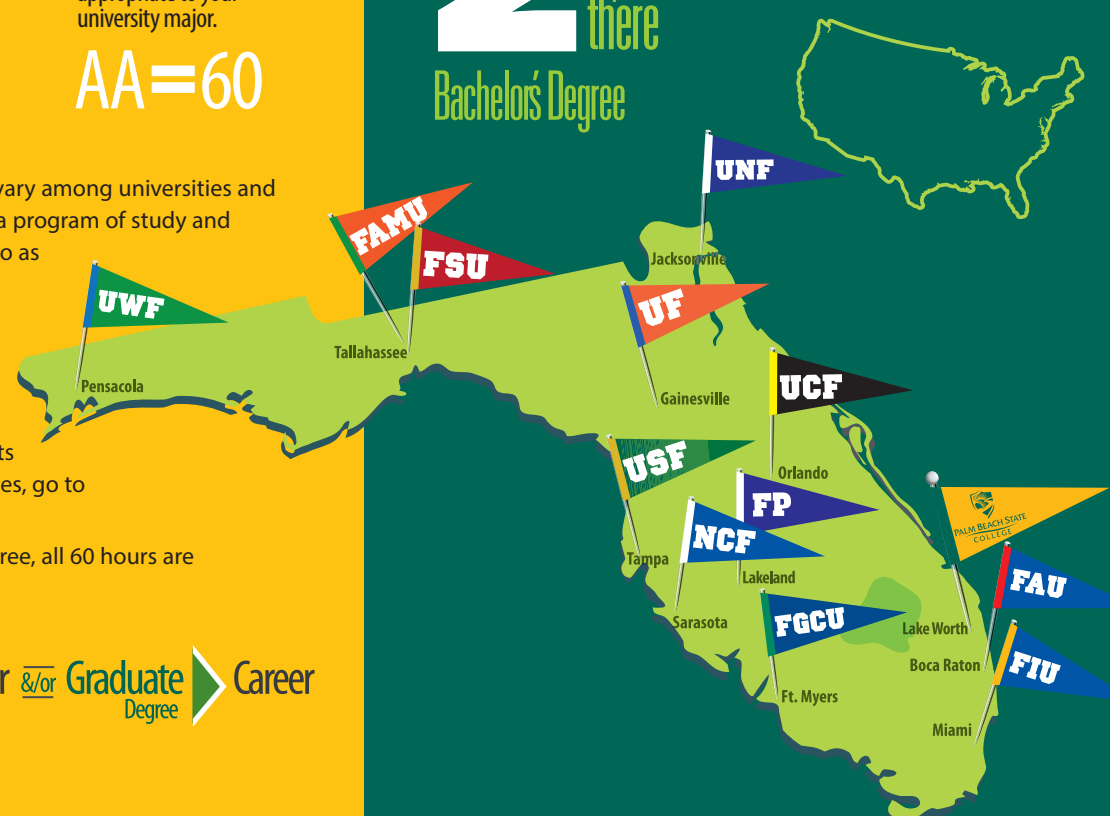 university major.
AA=60
vary among universities and
a program of study and
o as
ts
es, go to
ree, all 60 hours are
r &/or Graduate Degree Career
2 there
Bachelor's Degree
UNF
Jacksonville
FAMU
FSU
Tallahassee
UWF
Pensacola
UF
Gainesville
UCF
Orlando
USF
Tampa
FP
Lakeland
NCF
Sarasota
FGCU
Ft. Myers
PALM BEACH STATE
COLLEGE
Lake Worth
FAU
Boca Raton
FIU
Miami